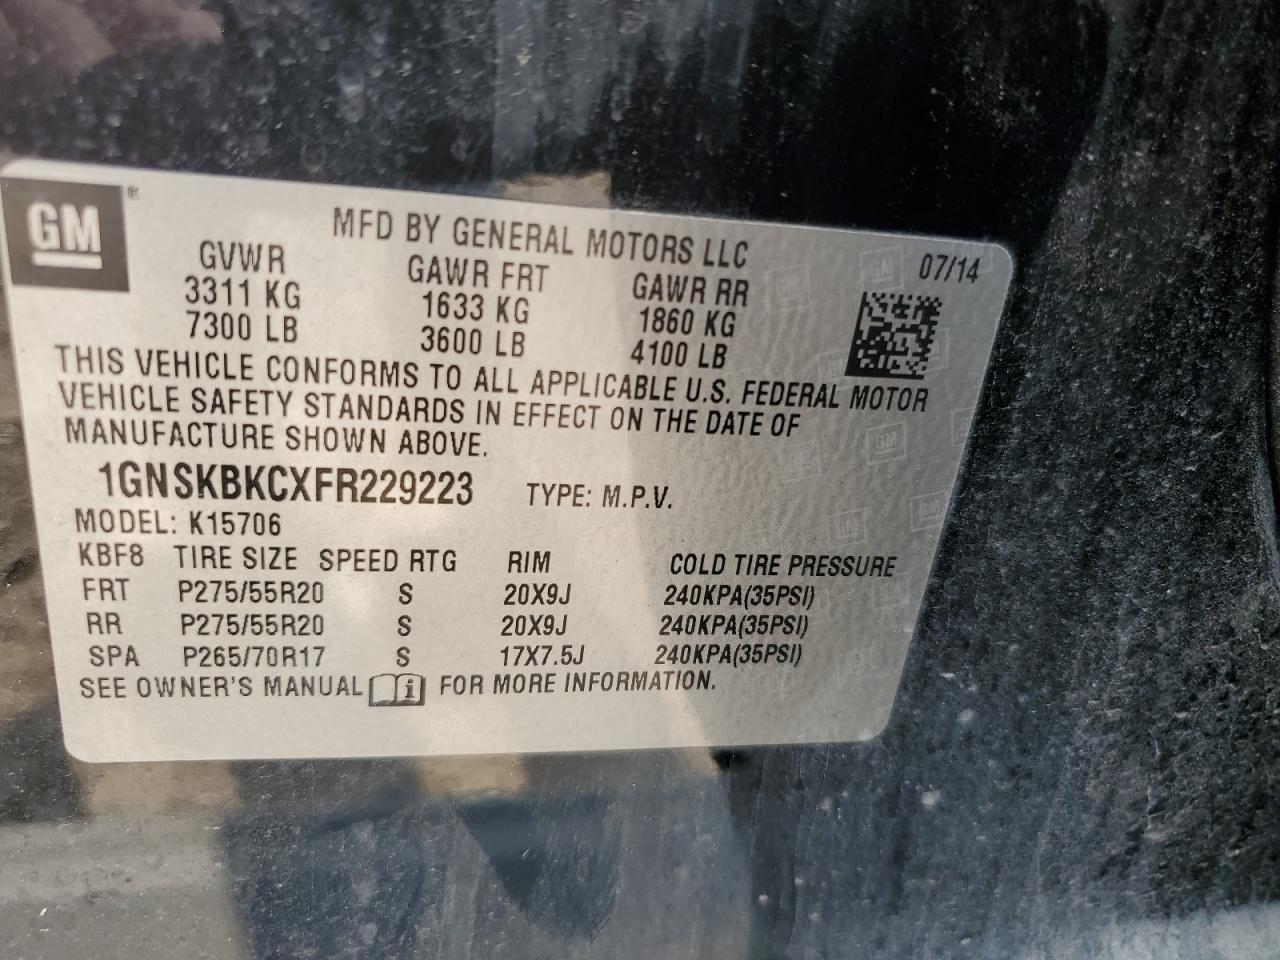 GM®
MFD BY GENERAL MOTORS LLC
07/14
GVWR GAWR FRT GAWR RR
3311 KG 1633 KG 1860 KG
7300 LB 3600 LB 4100 LB
THIS VEHICLE CONFORMS TO ALL APPLICABLE U.S. FEDERAL MOTOR
VEHICLE SAFETY STANDARDS IN EFFECT ON THE DATE OF
MANUFACTURE SHOWN ABOVE.
1GNSKBKCXFR229223 TYPE: M.P.V.
MODEL: K15706
KBF8 TIRE SIZE SPEED RTG RIM COLD TIRE PRESSURE
FRT P275/55R20 S 20X9J 240KPA(35PSI)
RR P275/55R20 S 20X9J 240KPA(35PSI)
SPA P265/70R17 S 17X7.5J 240KPA(35PSI)
SEE OWNER'S MANUAL i FOR MORE INFORMATION.